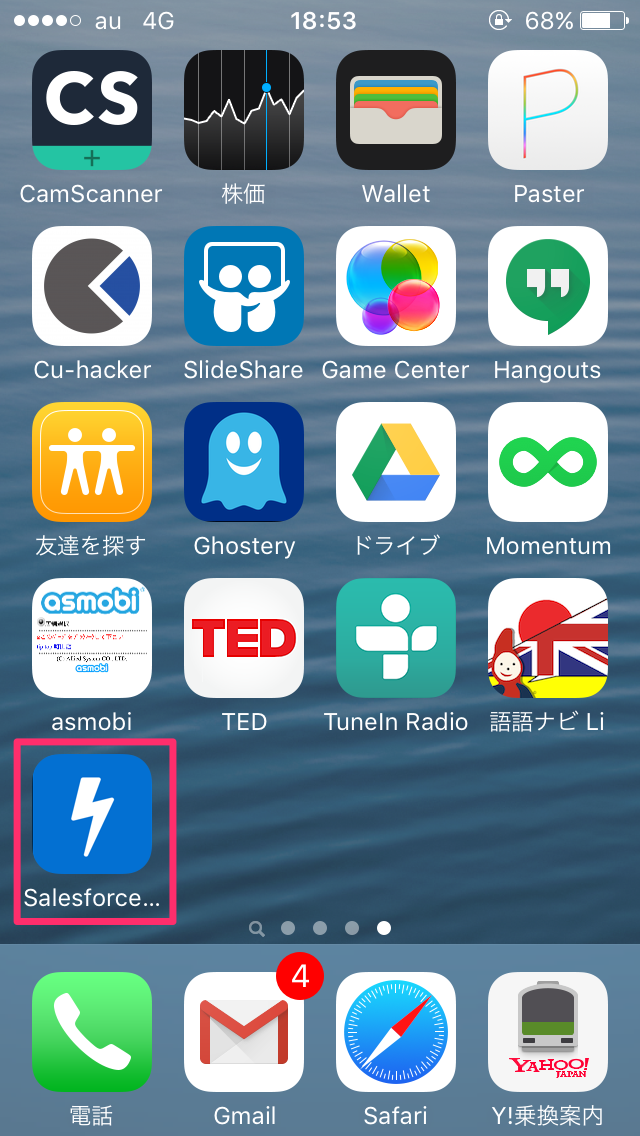 au 4G 18:53 68%
CS
CamScanner 株価 Wallet Paster
Cu-hacker SlideShare Game Center Hangouts
友達を探す Ghostery ドライブ Momentum
asmobi
asmobi
TED
asmobi TED TuneIn Radio 語語ナビ Li
Salesforce...
4
YAHOO!
JAPAN
電話 Gmail Safari Y!乗換案内